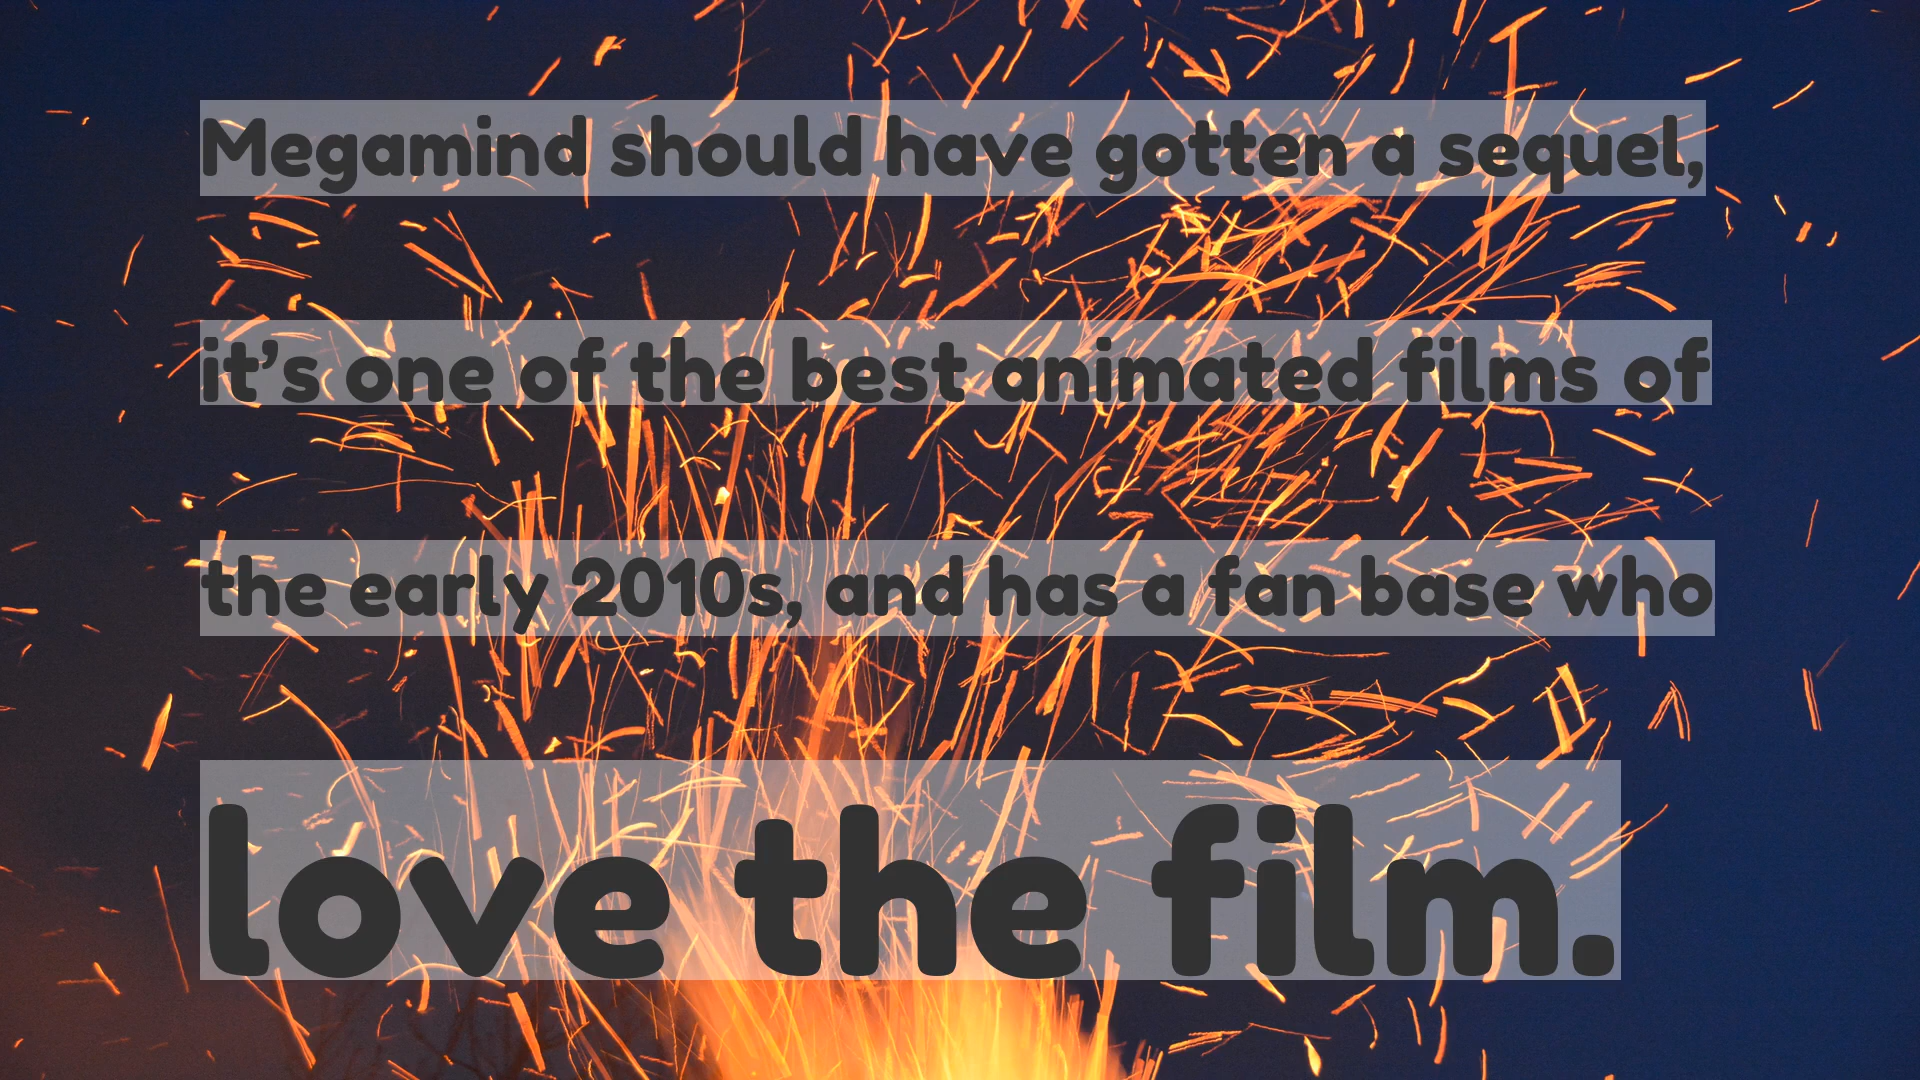 Megamind should have gotten a sequel,
it’s one of the best animated films of
the early 2010s, and has a fan base who
love the film.